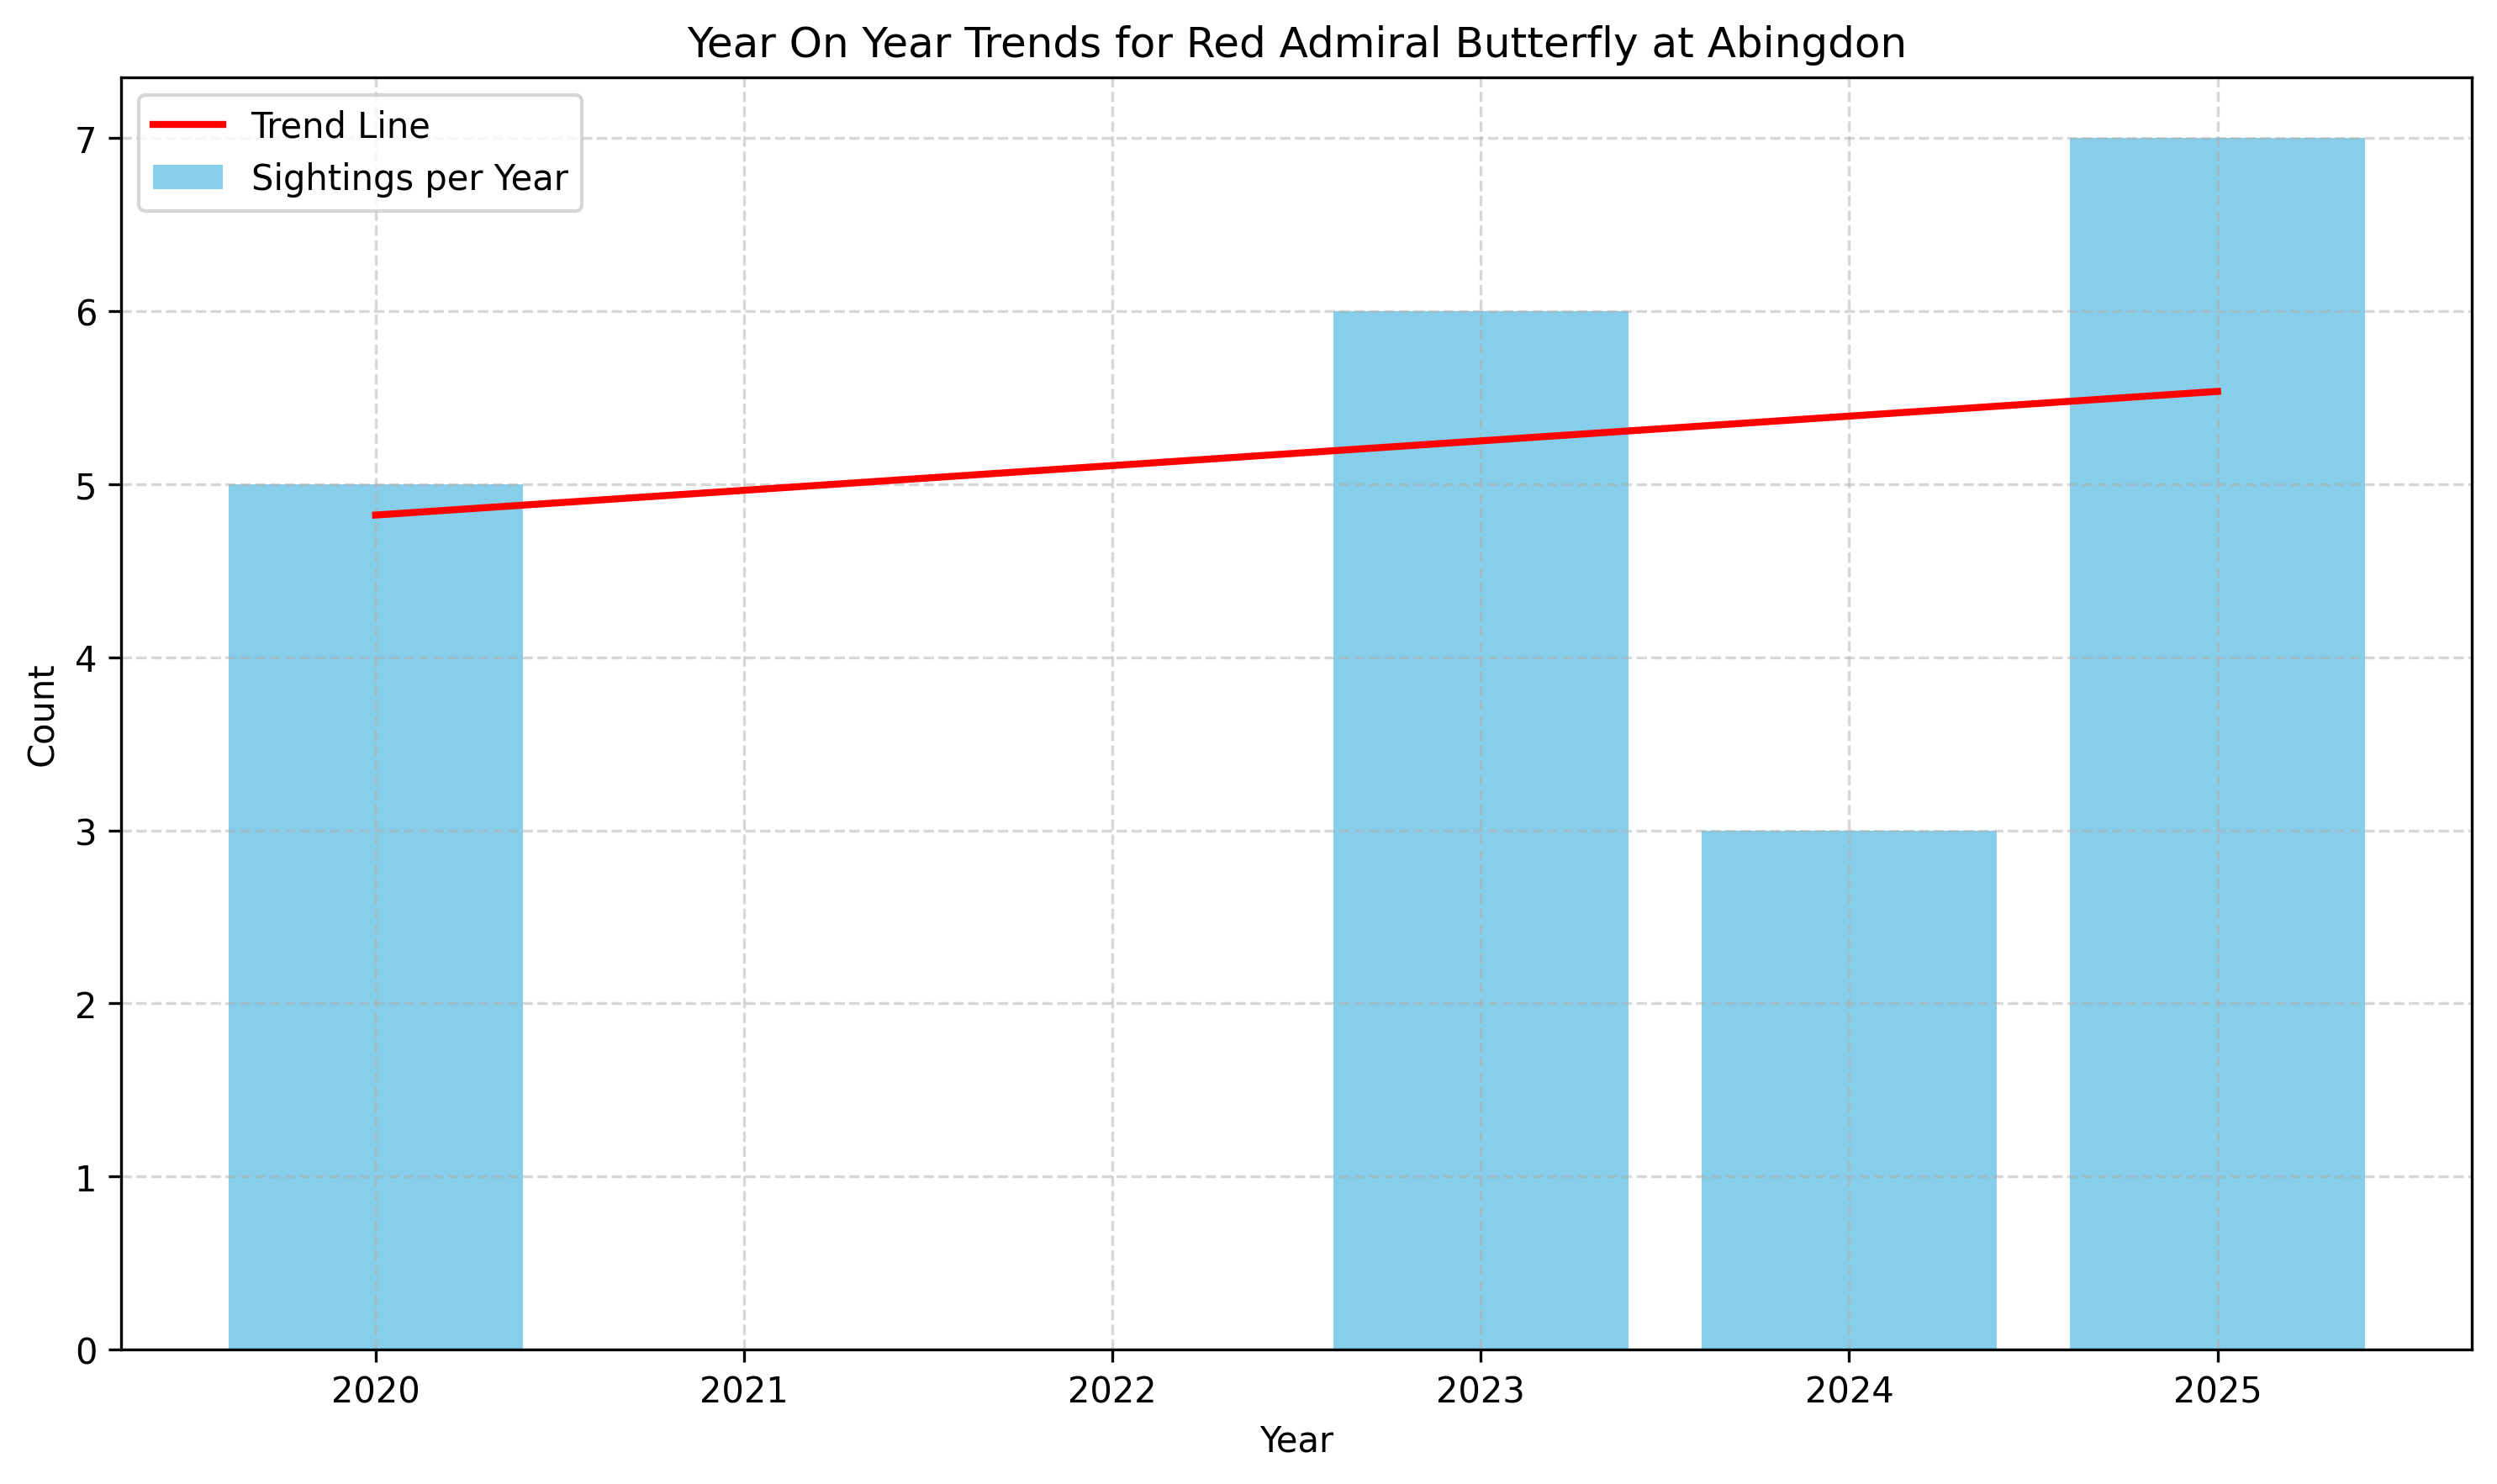 Year On Year Trends for Red Admiral Butterfly at Abingdon
Trend Line
Sightings per Year
7
6
5
4
3
2
1
0
Count
2020 2021 2022 2023 2024 2025
Year